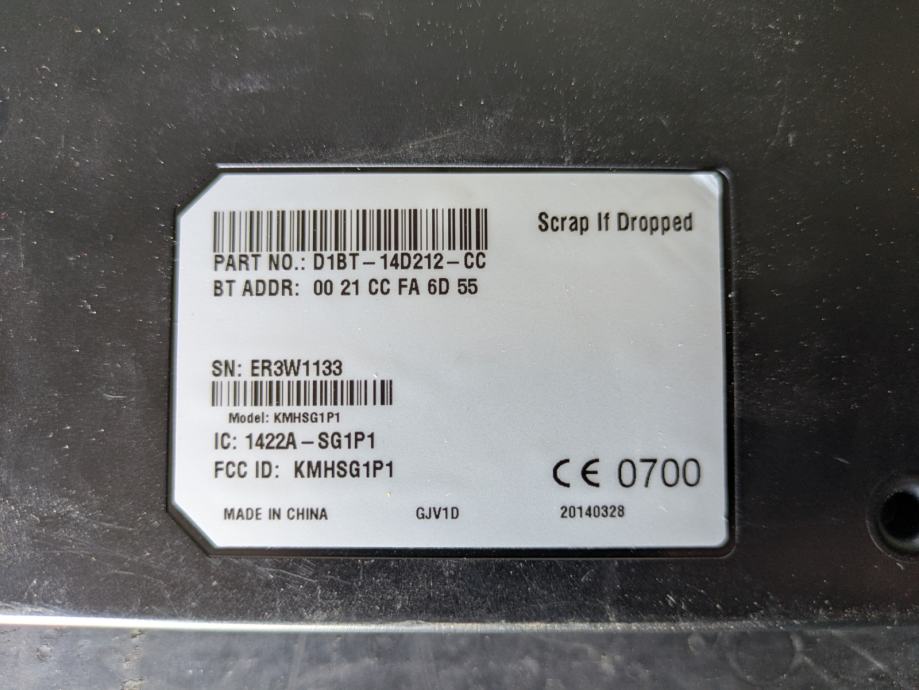 Scrap If Dropped
PART NO.: D1BT-14D212-CC
BT ADDR: 00 21 CC FA 6D 55
SN: ER3W1133
Model: KMHSG1P1
IC: 1422A-SG1P1
FCC ID: KMHSG1P1
CE 0700
MADE IN CHINA GJV1D 20140328